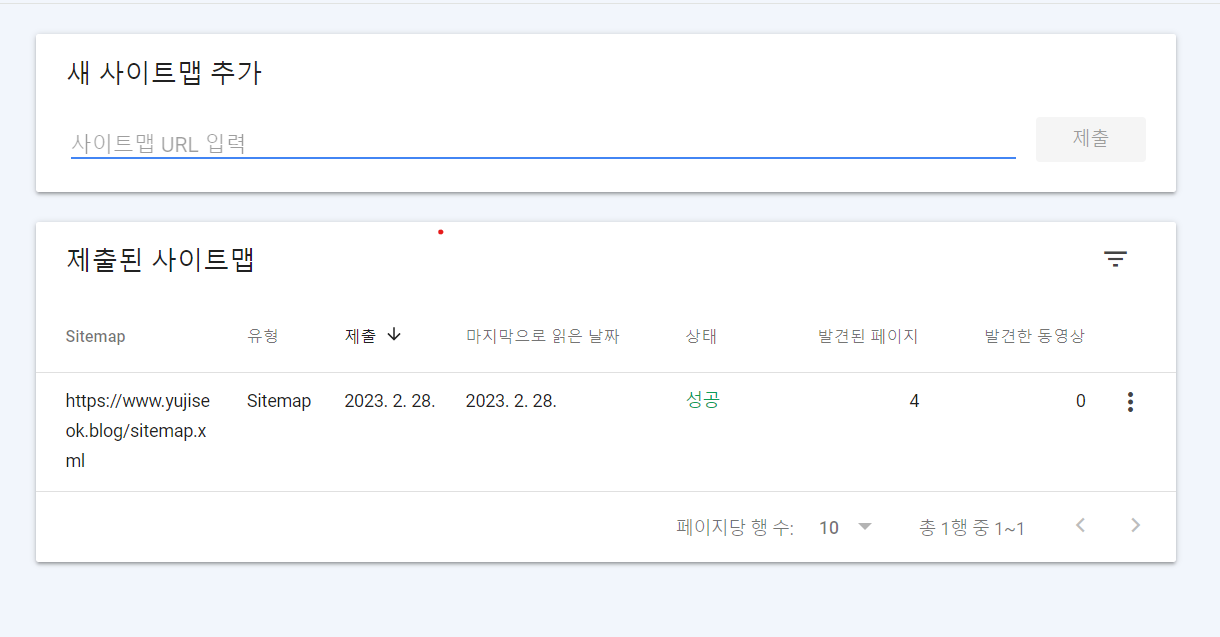 새 사이트맵 추가
사이트맵 URL 입력
제출
제출된 사이트맵
Sitemap 유형 제출 마지막으로 읽은 날짜 상태 발견된 페이지 발견한 동영상
https://www.yujise Sitemap 2023. 2. 28. 2023. 2. 28. 성공 4 0
ok.blog/sitemap.x
ml
페이지당 행 수: 10 총 1행 중 1~1